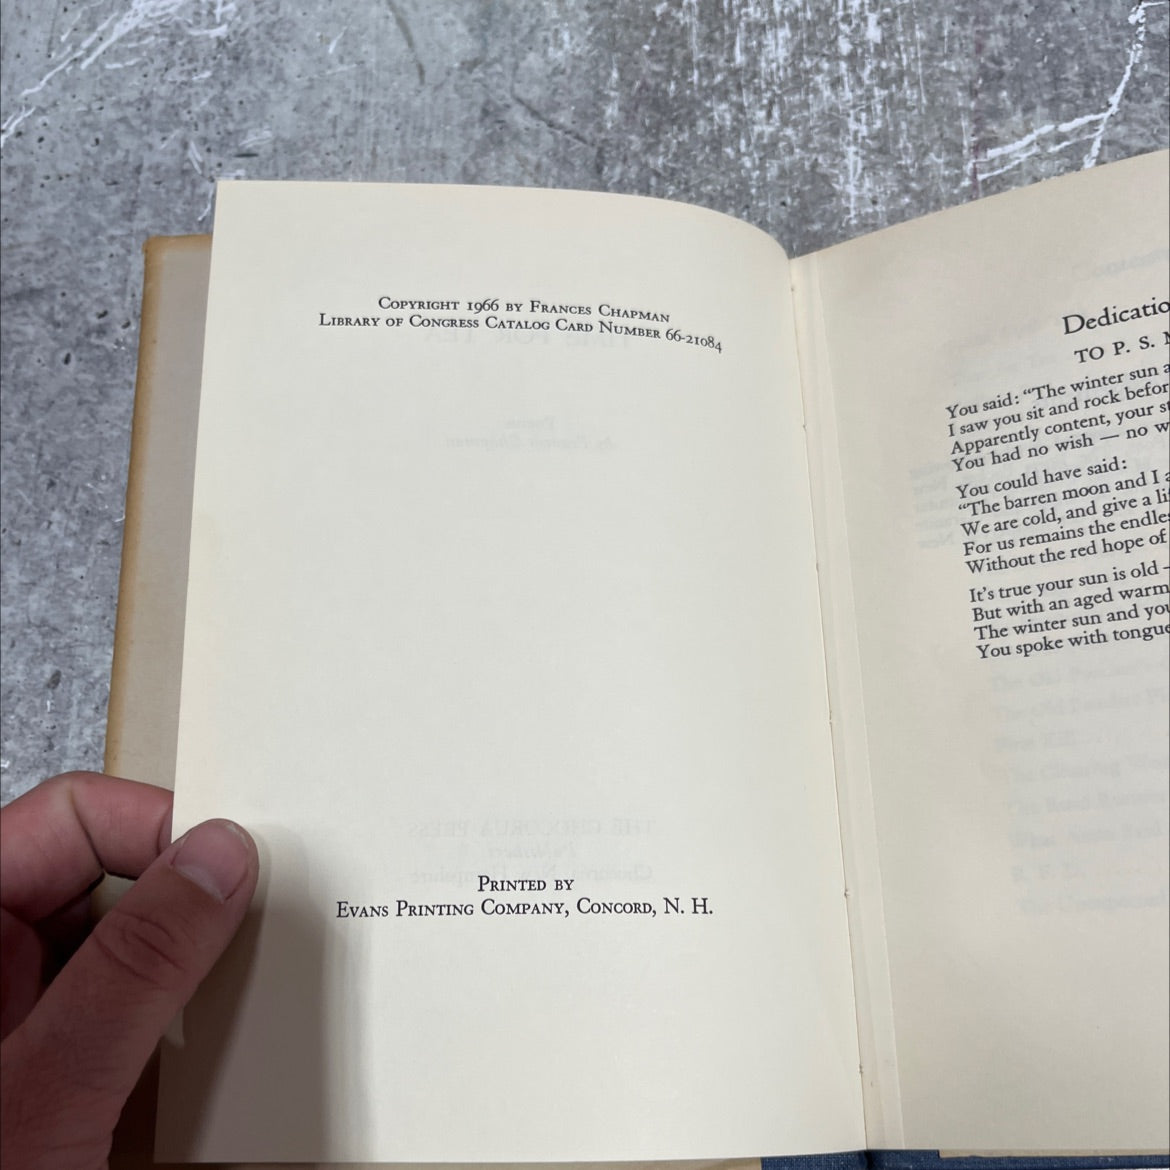 COPYRIGHT 1966 BY FRANCES CHAPMAN
LIBRARY OF CONGRESS CATALOG CARD NUMBER 66-21084
PRINTED BY
EVANS PRINTING COMPANY, CONCORD, N. H.
Dedicatio
TO P. S.
You said: "The winter sun a
I saw you sit and rock befor
Apparently content, your st
You had no wish — no w
You could have said:
"The barren moon and I a
We are cold, and give a li
For us remains the endles
Without the red hope of
It's true your sun is old –
But with an aged warm
The winter sun and you
You spoke with tongue